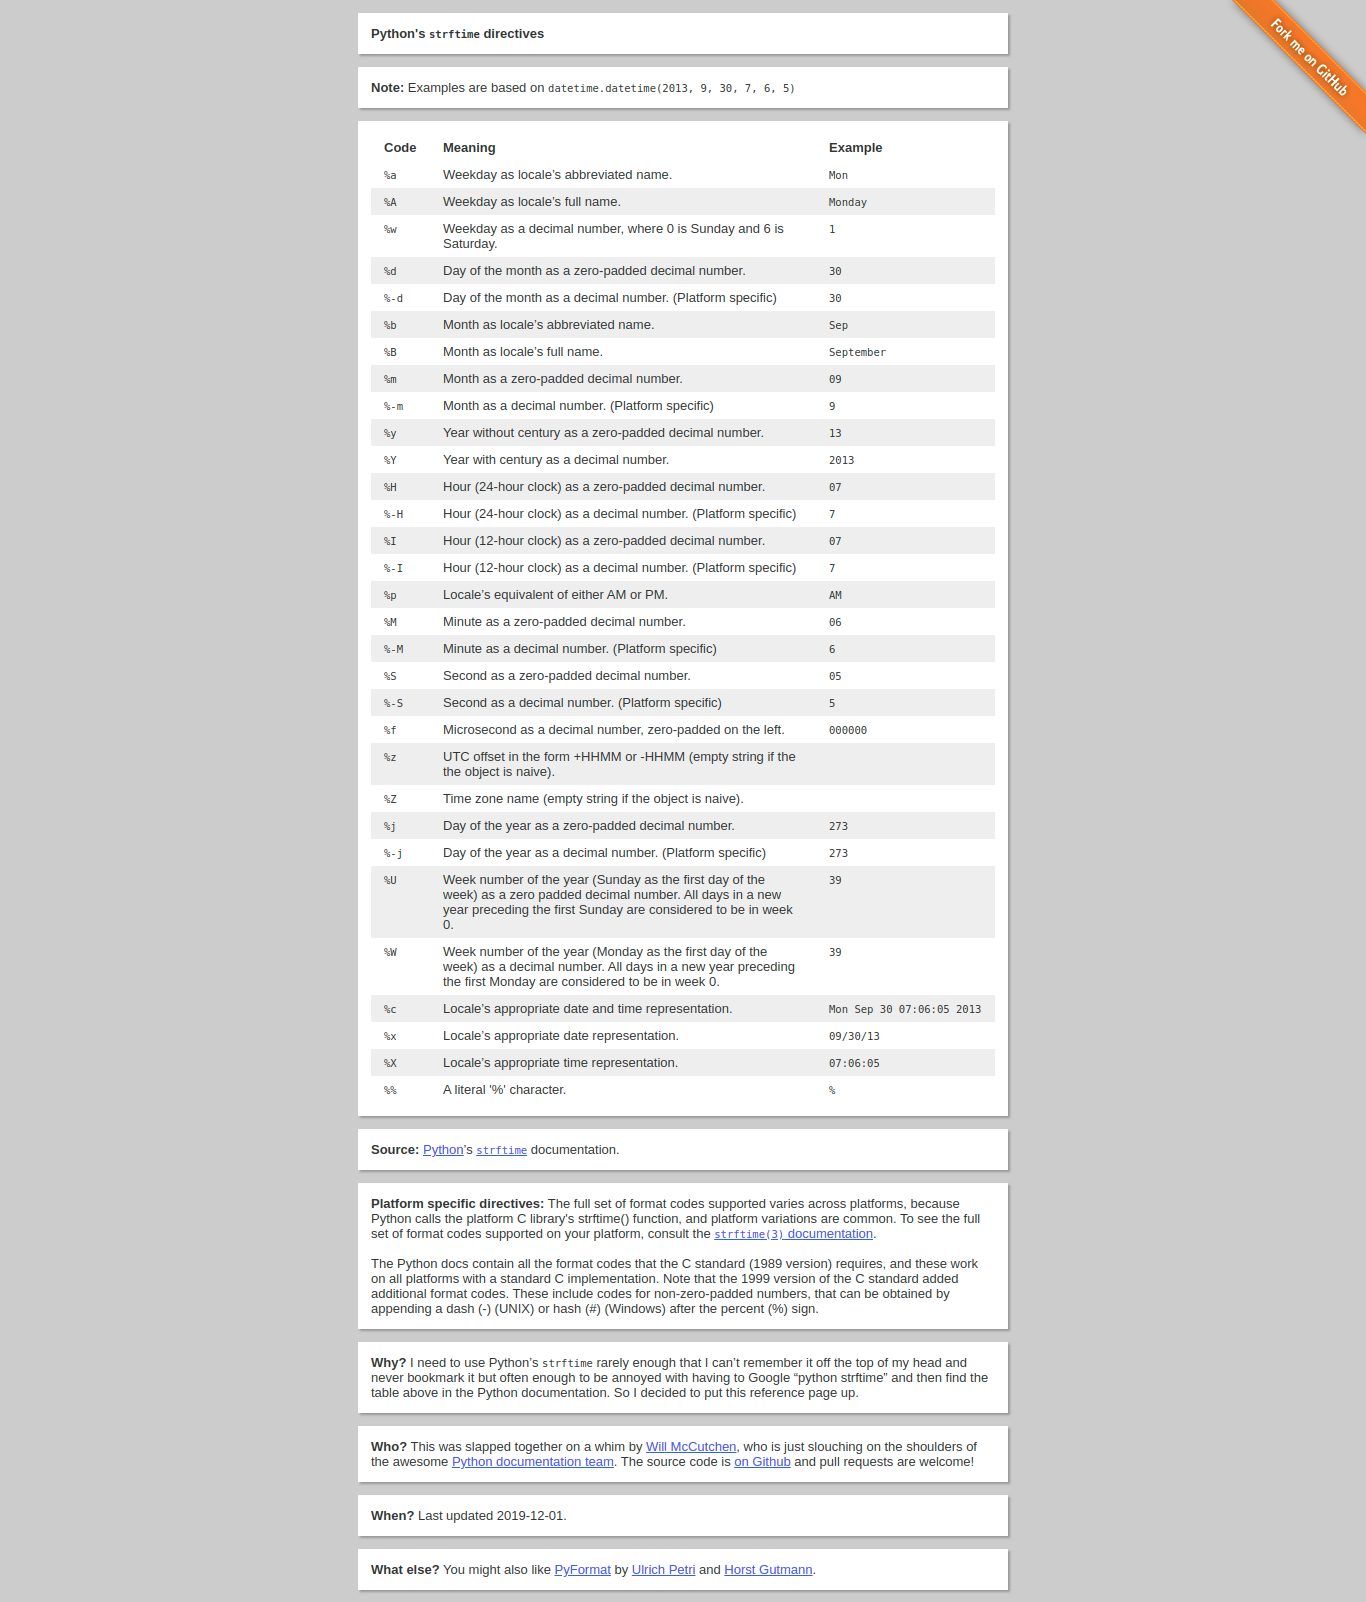 Fork me on GitHub
Python's strftime directives
Note: Examples are based on datetime.datetime(2013, 9, 30, 7, 6, 5)
Code Meaning Example
%a Weekday as locale’s abbreviated name. Mon
%A Weekday as locale’s full name. Monday
%w Weekday as a decimal number, where 0 is Sunday and 6 is 1
Saturday.
%d Day of the month as a zero-padded decimal number. 30
%-d Day of the month as a decimal number. (Platform specific) 30
%b Month as locale’s abbreviated name. Sep
%B Month as locale’s full name. September
%m Month as a zero-padded decimal number. 09
%-m Month as a decimal number. (Platform specific) 9
%y Year without century as a zero-padded decimal number. 13
%Y Year with century as a decimal number. 2013
%H Hour (24-hour clock) as a zero-padded decimal number. 07
%-H Hour (24-hour clock) as a decimal number. (Platform specific) 7
%I Hour (12-hour clock) as a zero-padded decimal number. 07
%-I Hour (12-hour clock) as a decimal number. (Platform specific) 7
%p Locale’s equivalent of either AM or PM. AM
%M Minute as a zero-padded decimal number. 06
%-M Minute as a decimal number. (Platform specific) 6
%S Second as a zero-padded decimal number. 05
%-S Second as a decimal number. (Platform specific) 5
%f Microsecond as a decimal number, zero-padded on the left. 000000
%z UTC offset in the form +HHMM or -HHMM (empty string if the
the object is naive).
%Z Time zone name (empty string if the object is naive).
%j Day of the year as a zero-padded decimal number. 273
%-j Day of the year as a decimal number. (Platform specific) 273
%U Week number of the year (Sunday as the first day of the 39
week) as a zero padded decimal number. All days in a new
year preceding the first Sunday are considered to be in week
0.
%W Week number of the year (Monday as the first day of the 39
week) as a decimal number. All days in a new year preceding
the first Monday are considered to be in week 0.
%c Locale’s appropriate date and time representation. Mon Sep 30 07:06:05 2013
%x Locale’s appropriate date representation. 09/30/13
%X Locale’s appropriate time representation. 07:06:05
%% A literal '%' character. %
Source: Python’s strftime documentation.
Platform specific directives: The full set of format codes supported varies across platforms, because
Python calls the platform C library's strftime() function, and platform variations are common. To see the full
set of format codes supported on your platform, consult the strftime(3) documentation.
The Python docs contain all the format codes that the C standard (1989 version) requires, and these work
on all platforms with a standard C implementation. Note that the 1999 version of the C standard added
additional format codes. These include codes for non-zero-padded numbers, that can be obtained by
appending a dash (-) (UNIX) or hash (#) (Windows) after the percent (%) sign.
Why? I need to use Python’s strftime rarely enough that I can’t remember it off the top of my head and
never bookmark it but often enough to be annoyed with having to Google “python strftime” and then find the
table above in the Python documentation. So I decided to put this reference page up.
Who? This was slapped together on a whim by Will McCutchen, who is just slouching on the shoulders of
the awesome Python documentation team. The source code is on Github and pull requests are welcome!
When? Last updated 2019-12-01.
What else? You might also like PyFormat by Ulrich Petri and Horst Gutmann.